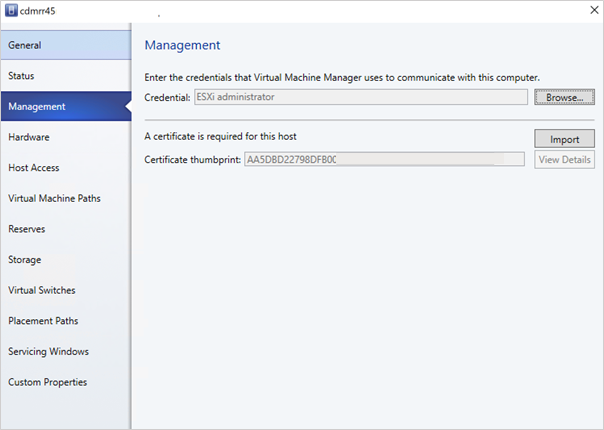 cdmrr45
General
Status
Management
Hardware
Host Access
Virtual Machine Paths
Reserves
Storage
Virtual Switches
Placement Paths
Servicing Windows
Custom Properties
Management
Enter the credentials that Virtual Machine Manager uses to communicate with this computer.
Credential: ESXi administrator Browse...
A certificate is required for this host Import
Certificate thumbprint: AA5DBD22798DFB00 View Details